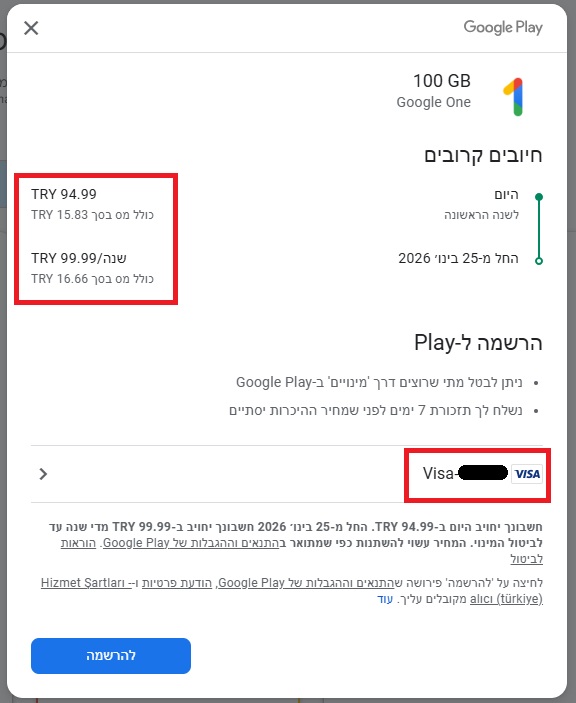 Google Play
100 GB
Google One
חיובים קרובים
היום
TRY 94.99
לשנה הראשונה
כולל מס בסך TRY 15.83
החל מ-25 בינו׳ 2026
שנה/TRY 99.99
כולל מס בסך TRY 16.66
הרשמה ל-Play
• ניתן לבטל מתי שרוצים דרך 'מינויים' ב-Google Play
• נשלח לך תזכורת 7 ימים לפני שמחיר ההיכרות יסתיים
VISA Visa-
חשבונך יחויב היום ב-TRY 94.99. החל מ-25 בינו׳ 2026 חשבונך יחויב ב-TRY 99.99 מדי שנה עד
לביטול המינוי. המחיר עשוי להשתנות כפי שמתואר בהתנאים וההגבלות של Google Play. הוראות
לביטול
לחיצה על 'להרשמה' פירושה שהתנאים וההגבלות של Google Play, הודעת פרטיות ו-- Hizmet Şartları
alıcı (türkiye) מקובלים עליך. עוד
להרשמה